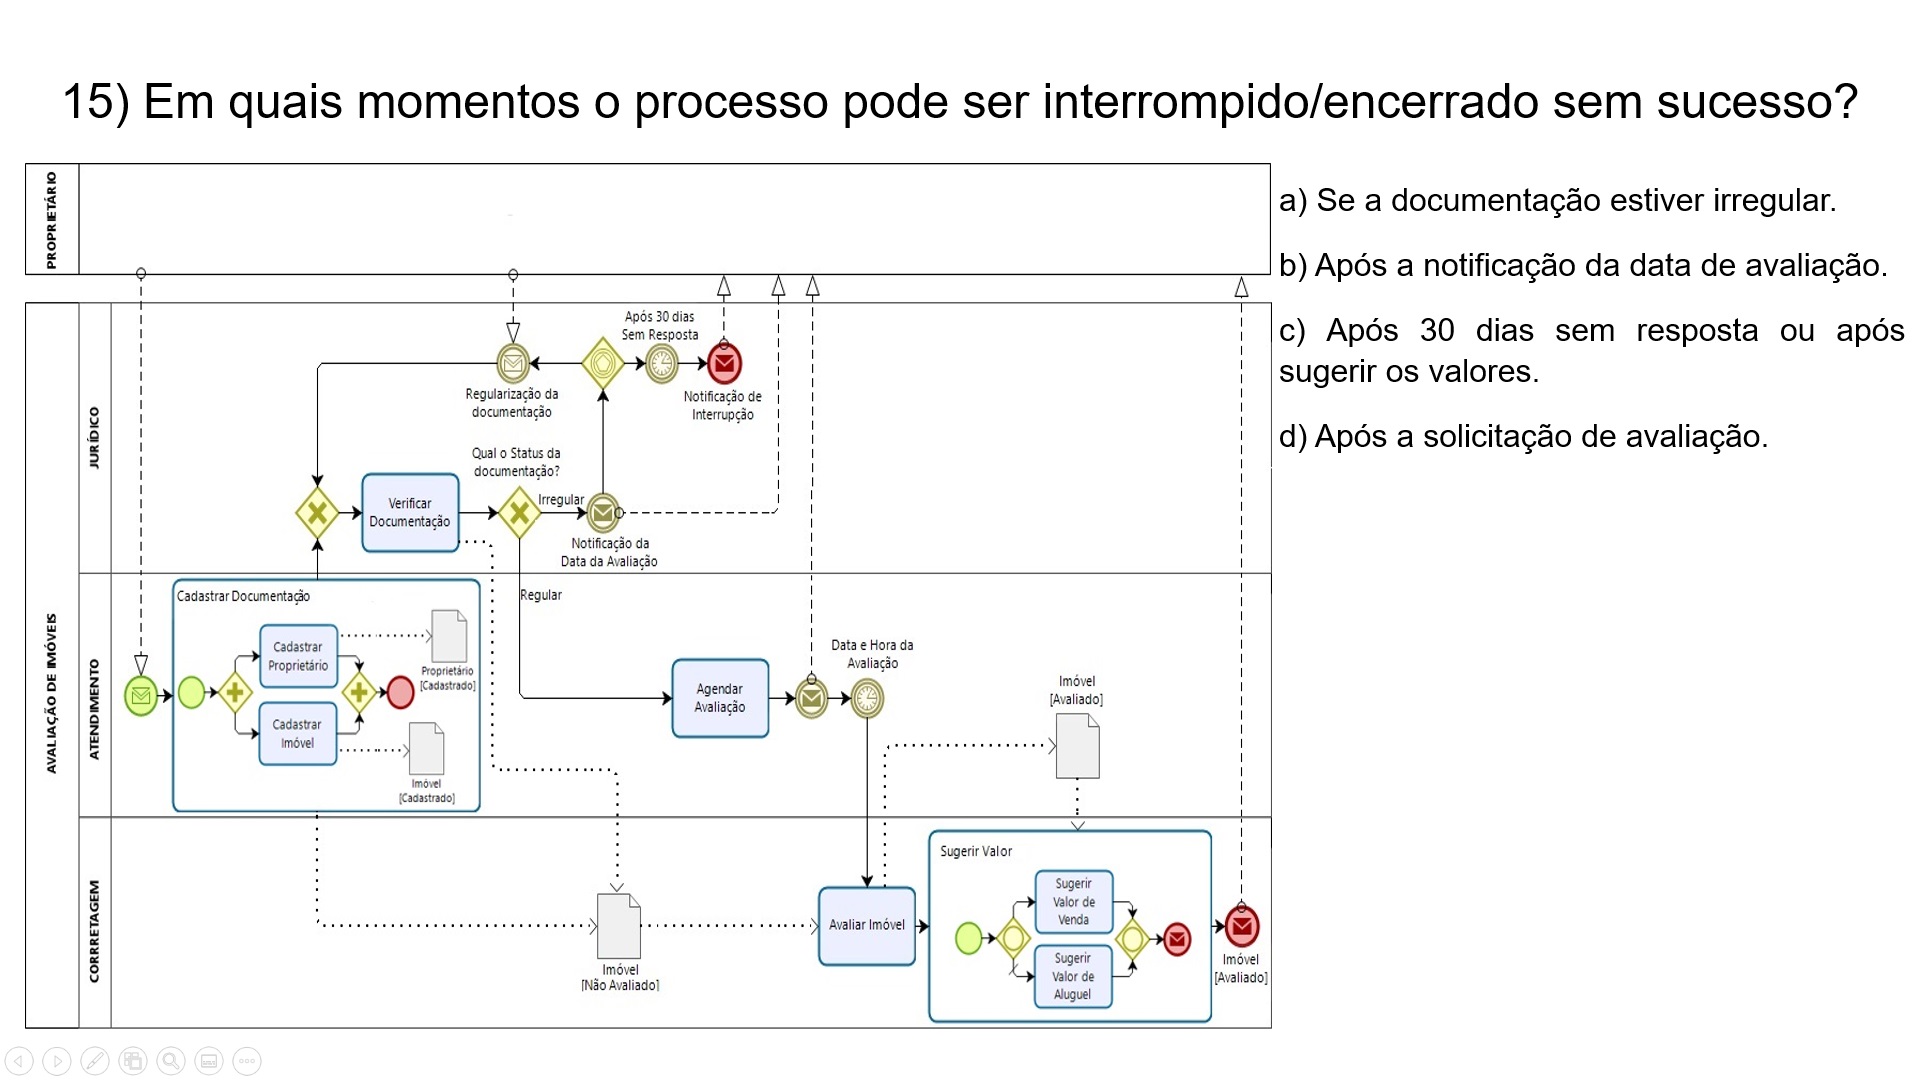 15) Em quais momentos o processo pode ser interrompido/encerrado sem sucesso?
a) Se a documentação estiver irregular.
b) Após a notificação da data de avaliação.
c) Após 30 dias sem resposta ou após
sugerir os valores.
d) Após a solicitação de avaliação.
PROPRIETÁRIO
AVALIAÇÃO DE IMÓVEIS
JURÍDICO
Após 30 dias
Sem Resposta
Regularização da
documentação
Notificação de
Interrupção
Qual o Status da
documentação?
Verificar
Documentação
Irregular
Notificação da
Data da Avaliação
Regular
ATENDIMENTO
Cadastrar Documentação
Cadastrar
Proprietário
Proprietário
[Cadastrado]
Cadastrar
Imóvel
Imóvel
[Cadastrado]
Agendar
Avaliação
Data e Hora da
Avaliação
Imóvel
[Avaliado]
CORRETAGEM
Imóvel
[Não Avaliado]
Avaliar Imóvel
Sugerir Valor
Sugerir
Valor de
Venda
Sugerir
Valor de
Aluguel
Imóvel
[Avaliado]